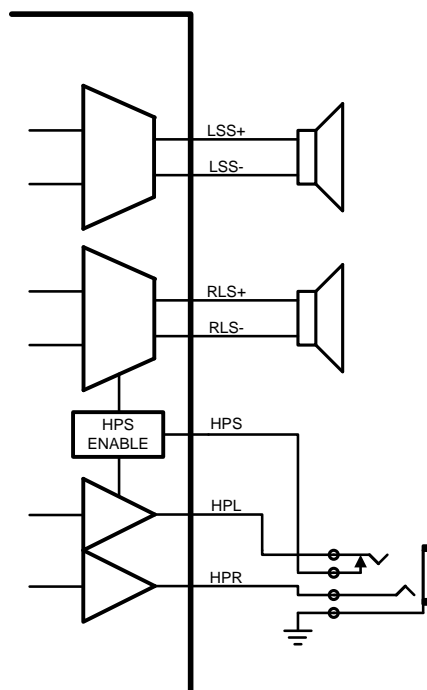 LSS+
LSS-
RLS+
RLS-
HPS
ENABLE
HPS
HPL
HPR